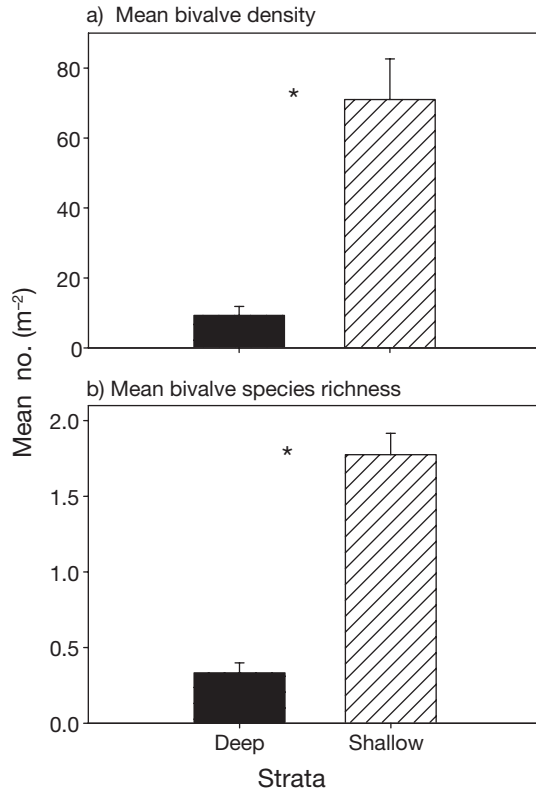 a) Mean bivalve density
80
*
60
40
20
0
Mean no. (m⁻²)
b) Mean bivalve species richness
2.0
*
1.5
1.0
0.5
0.0
Deep Shallow
Strata